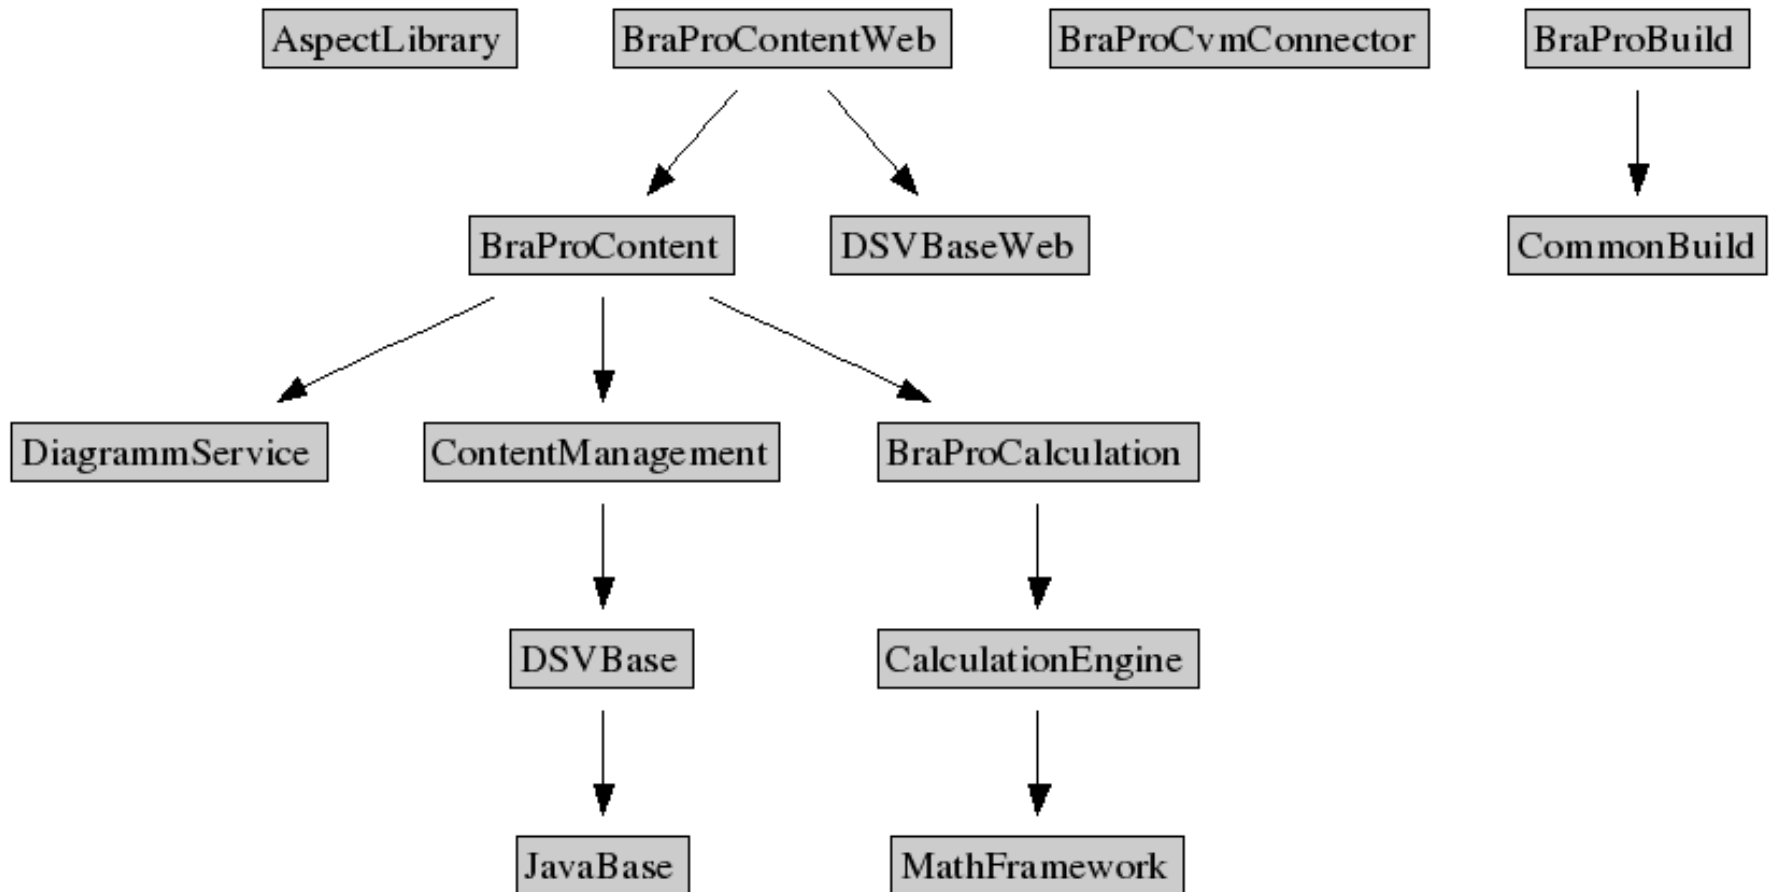 AspectLibrary
BraProContentWeb
BraProCvmConnector
BraProBuild
BraProContent
DSVBaseWeb
CommonBuild
DiagrammService
ContentManagement
BraProCalculation
DSVBase
CalculationEngine
JavaBase
MathFramework